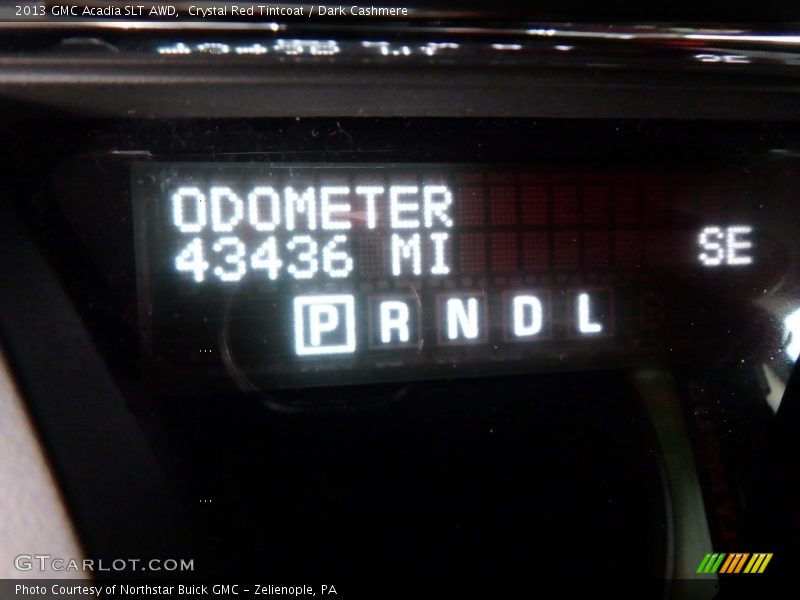 2013 GMC Acadia SLT AWD, Crystal Red Tintcoat / Dark Cashmere
ODOMETER
43436 MI SE
P R N D L
GTCARLOT.COM
Photo Courtesy of Northstar Buick GMC - Zelienople, PA